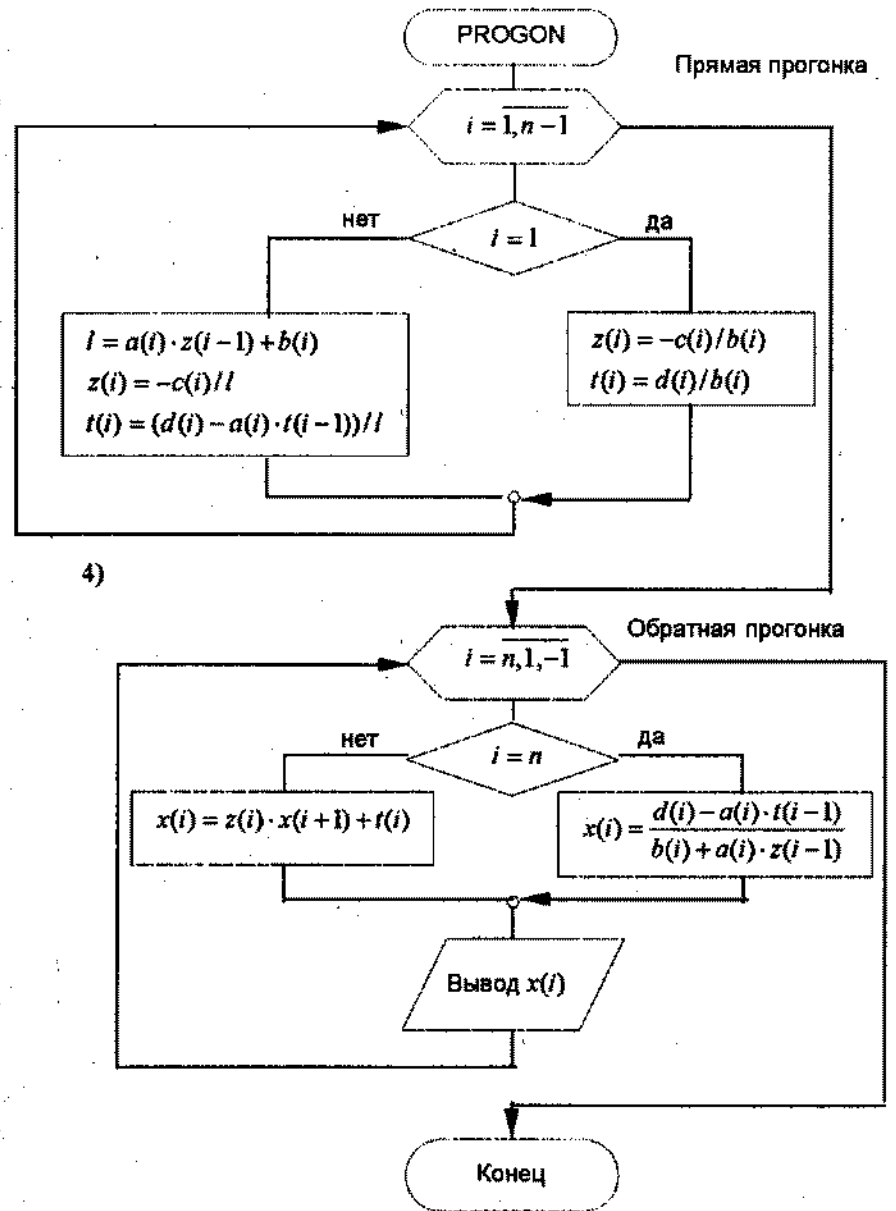 PROGON
Прямая прогонка
i = 1, n − 1
нет
i = 1
да
l = a(i) · z(i − 1) + b(i)
z(i) = −c(i)/l
t(i) = (d(i) − a(i) · t(i − 1))/l
z(i) = −c(i)/b(i)
t(i) = d(i)/b(i)
4)
Обратная прогонка
i = n, 1, −1
нет
i = n
да
x(i) = z(i) · x(i + 1) + t(i)
x(i) = d(i) − a(i) · t(i − 1) / b(i) + a(i) · z(i − 1)
Вывод x(i)
Конец